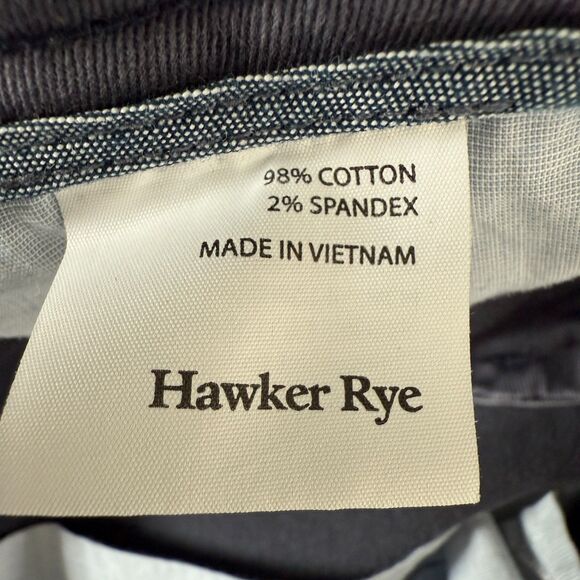 98% COTTON
2% SPANDEX
MADE IN VIETNAM
Hawker Rye